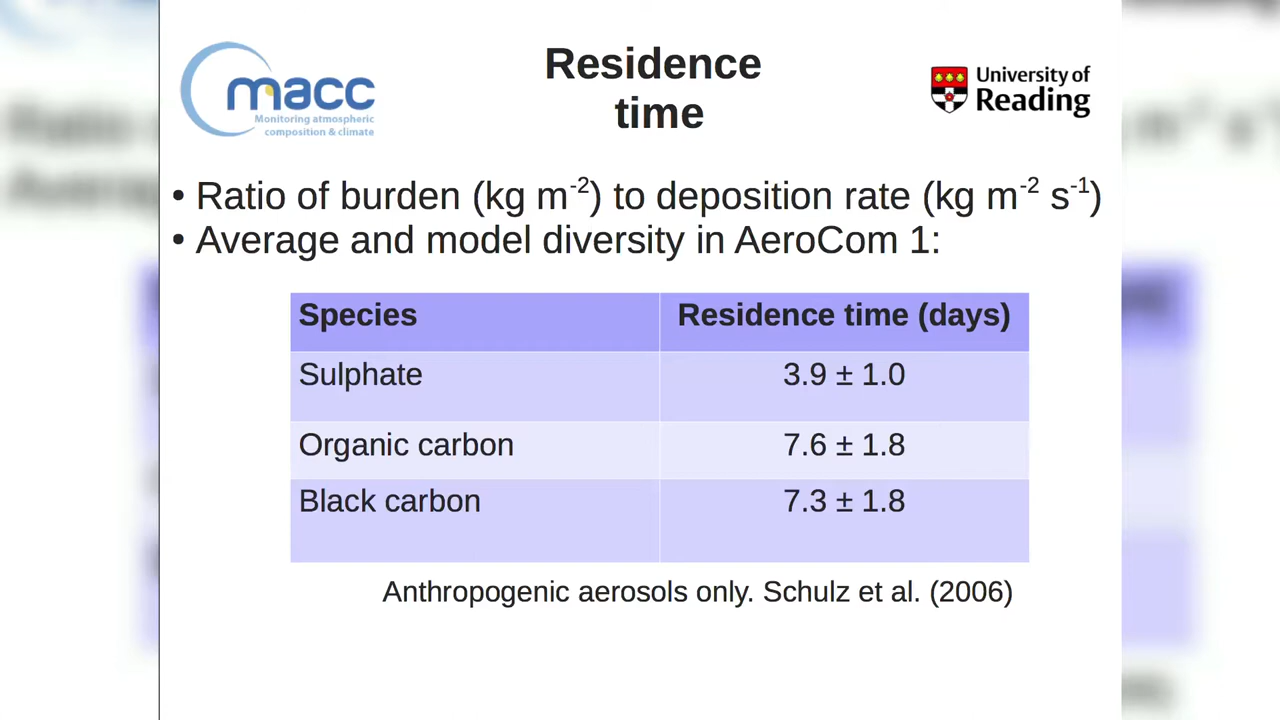 macc
Monitoring atmospheric
composition & climate
Residence
time
University of
Reading
• Ratio of burden (kg m⁻²) to deposition rate (kg m⁻² s⁻¹)
• Average and model diversity in AeroCom 1:
Species Residence time (days)
Sulphate 3.9 ± 1.0
Organic carbon 7.6 ± 1.8
Black carbon 7.3 ± 1.8
Anthropogenic aerosols only. Schulz et al. (2006)